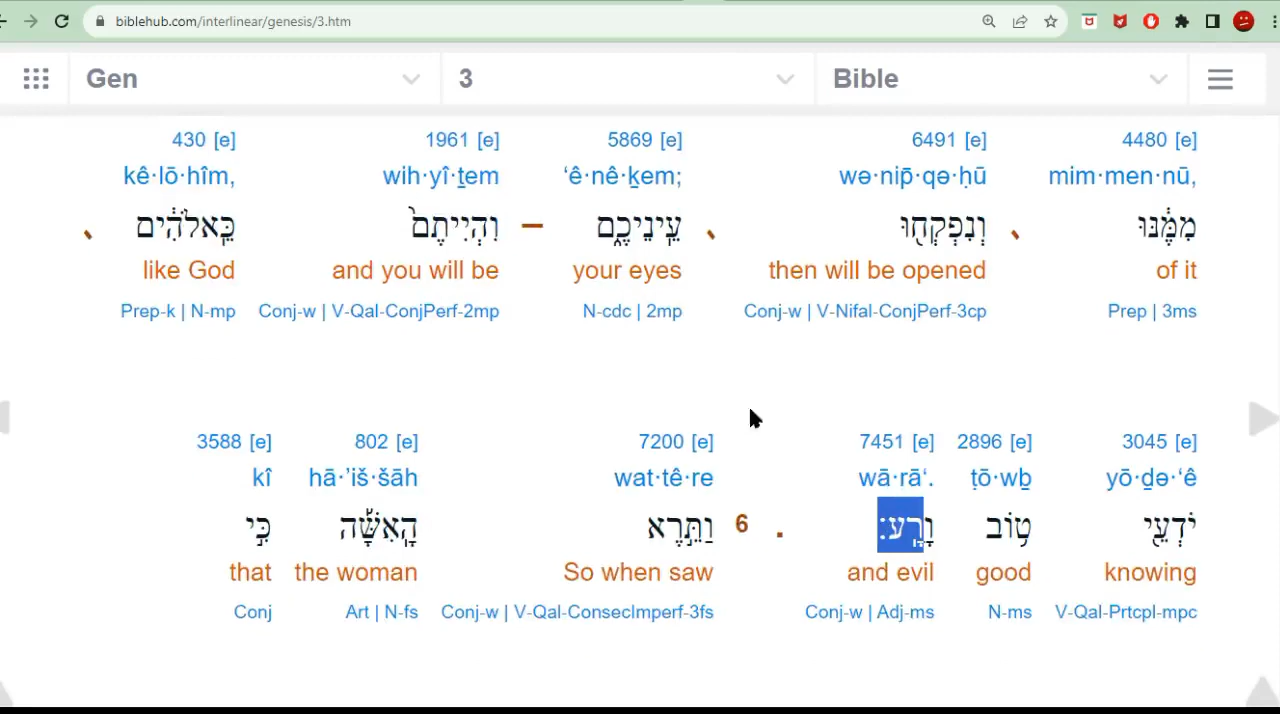 biblehub.com/interlinear/genesis/3.htm
Gen 3 Bible
430 [e] 1961 [e] 5869 [e] 6491 [e] 4480 [e]
kê·lō·hîm, wih·yî·ṯem ‘ê·nê·ḵem; wə·nip̄·qə·ḥū mim·men·nū,
מִמֶּ֔נּוּ ، וְנִפְקְח֖וּ ، עֵֽינֵיכֶ֑ם – וִהְיִיתֶם֙ כֵּֽאלֹהִ֔ים ،
like God and you will be your eyes then will be opened of it
Prep-k | N-mp Conj-w | V-Qal-ConjPerf-2mp N-cdc | 2mp Conj-w | V-Nifal-ConjPerf-3cp Prep | 3ms
3588 [e] 802 [e] 7200 [e] 7451 [e] 2896 [e] 3045 [e]
kî hā·’iš·šāh wat·tê·re wā·rā‘. ṭō·wḇ yō·ḏə·‘ê
יֹדְעֵ֖י ט֥וֹב וָרָֽע׃ . 6 וַתֵּ֣רֶא הָֽאִשָּׁ֡ה כִּ֣י
that the woman So when saw and evil good knowing
Conj Art | N-fs Conj-w | V-Qal-ConsecImperf-3fs Conj-w | Adj-ms N-ms V-Qal-Prtcpl-mpc